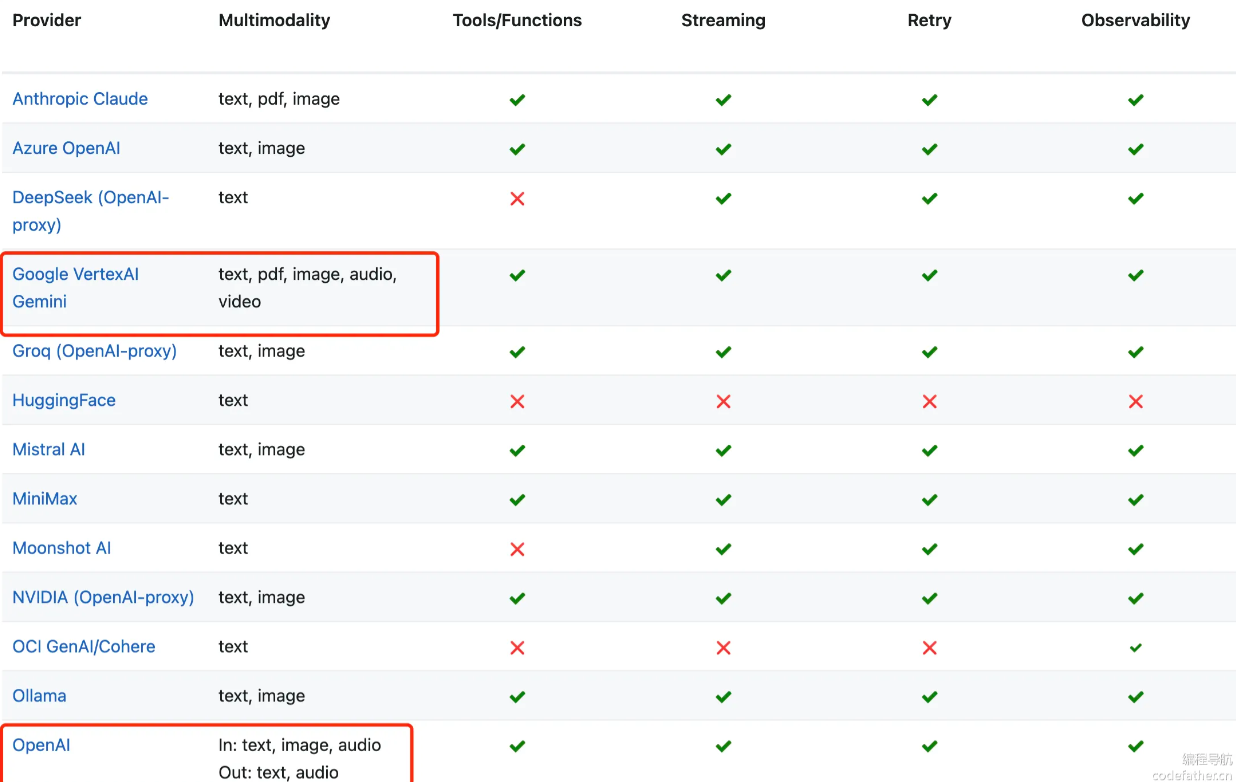 Provider Multimodality Tools/Functions Streaming Retry Observability
Anthropic Claude text, pdf, image ✔ ✔ ✔ ✔
Azure OpenAI text, image ✔ ✔ ✔ ✔
DeepSeek (OpenAI- text ✕ ✔ ✔ ✔
proxy)
Google VertexAI text, pdf, image, audio, ✔ ✔ ✔ ✔
Gemini video
Groq (OpenAI-proxy) text, image ✔ ✔ ✔ ✔
HuggingFace text ✕ ✕ ✕ ✕
Mistral AI text, image ✔ ✔ ✔ ✔
MiniMax text ✔ ✔ ✔ ✔
Moonshot AI text ✕ ✔ ✔ ✔
NVIDIA (OpenAI-proxy) text, image ✔ ✔ ✔ ✔
OCI GenAI/Cohere text ✕ ✕ ✕ ✔
Ollama text, image ✔ ✔ ✔ ✔
OpenAI In: text, image, audio ✔ ✔ ✔ ✔
Out: text, audio
编程导航
codefather.cn